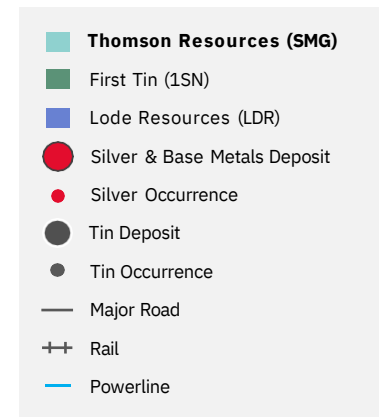 Thomson Resources (SMG)
First Tin (1SN)
Lode Resources (LDR)
Silver & Base Metals Deposit
Silver Occurrence
Tin Deposit
Tin Occurrence
Major Road
Rail
Powerline